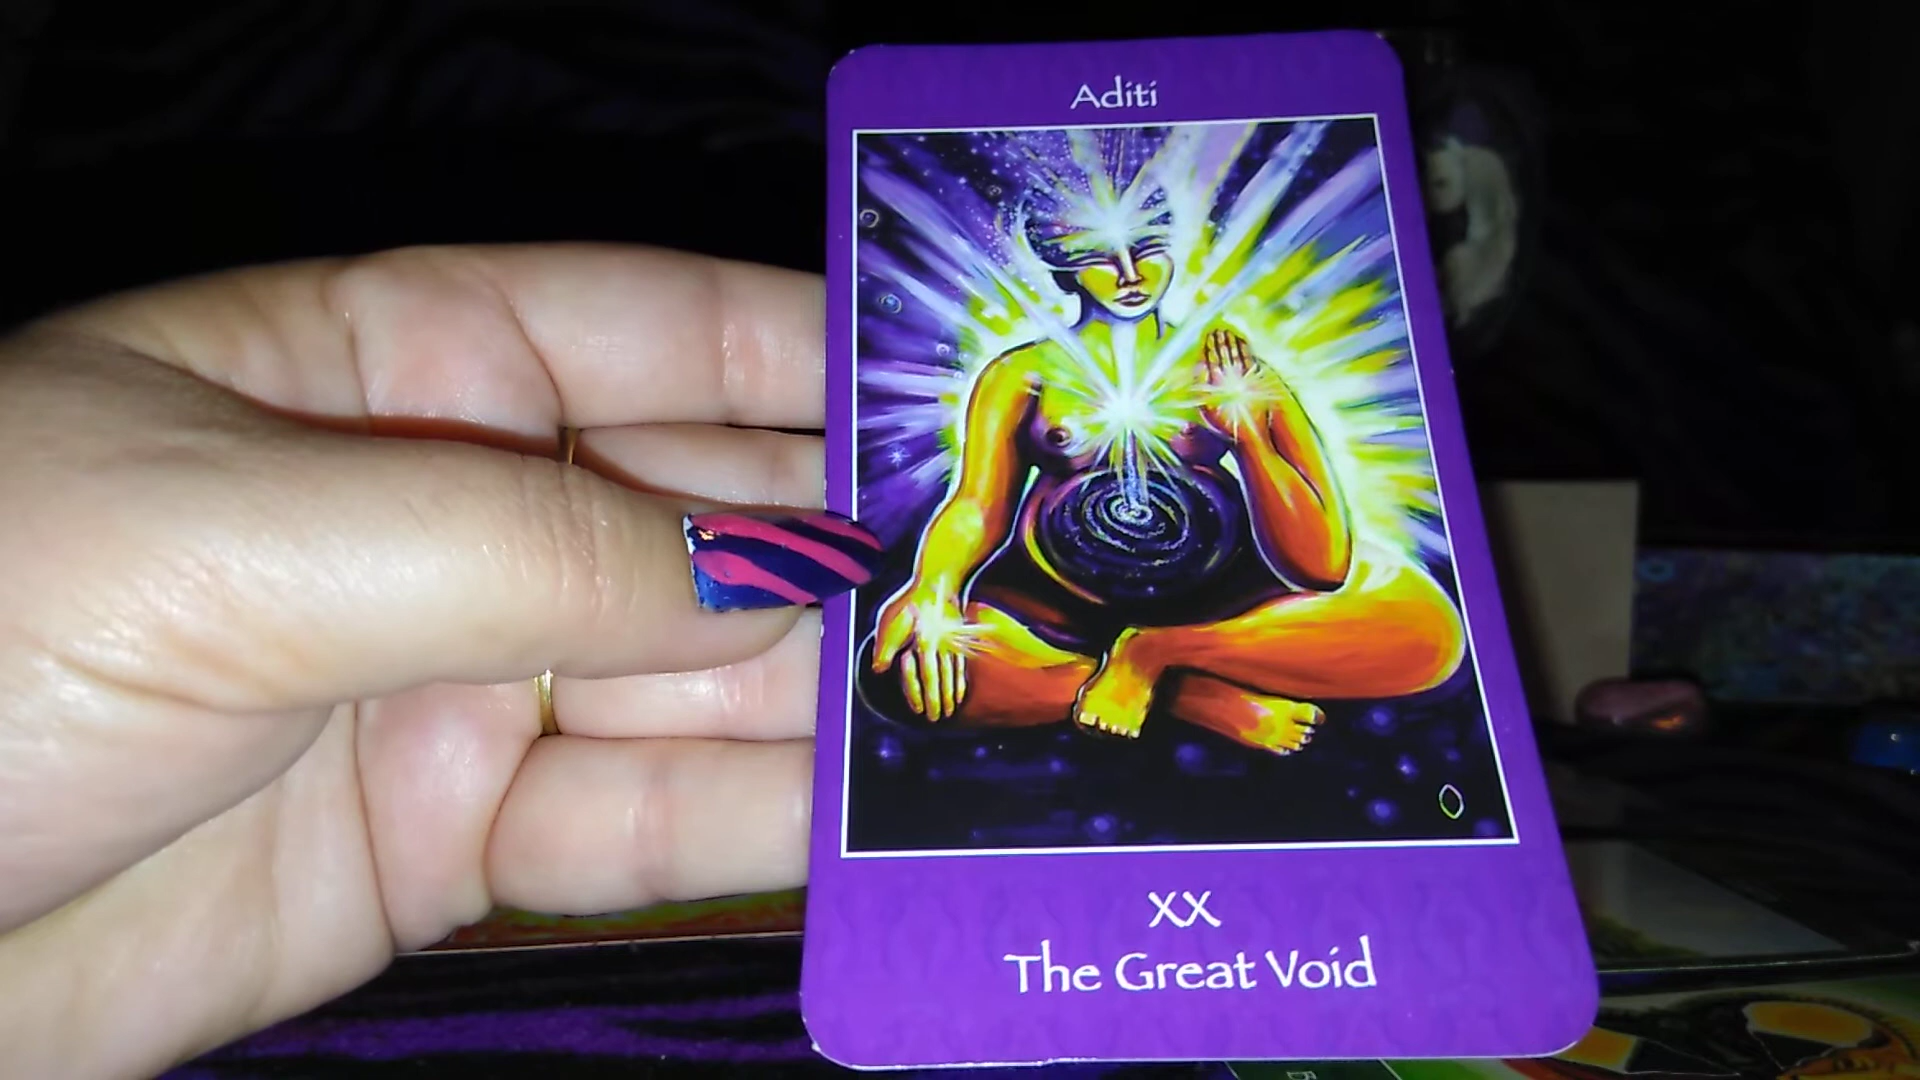 Aditi
XX
The Great Void